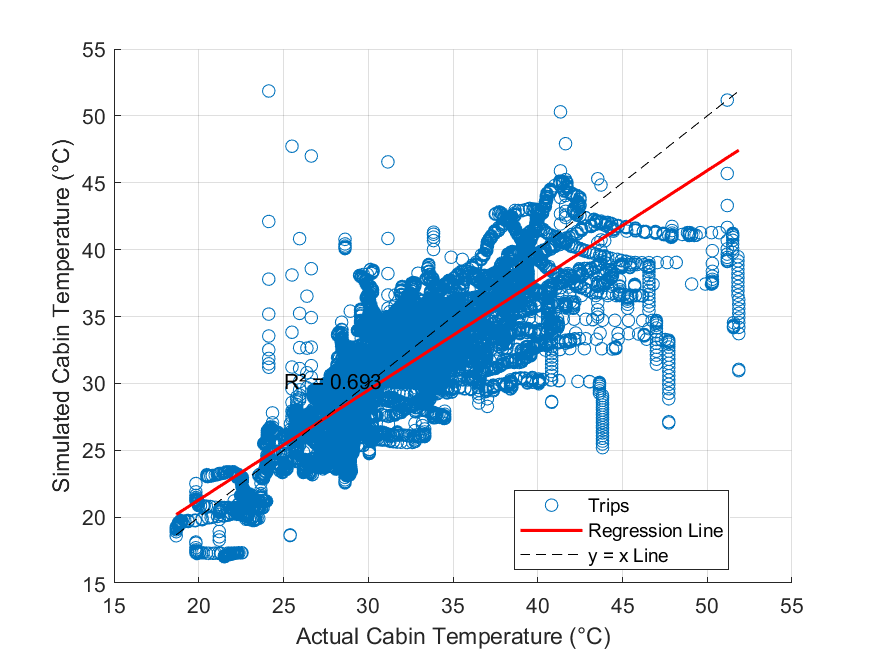 55
50
45
40
35
30
25
20
15
Simulated Cabin Temperature (°C)
R² = 0.693
Trips
Regression Line
y = x Line
15 20 25 30 35 40 45 50 55
Actual Cabin Temperature (°C)